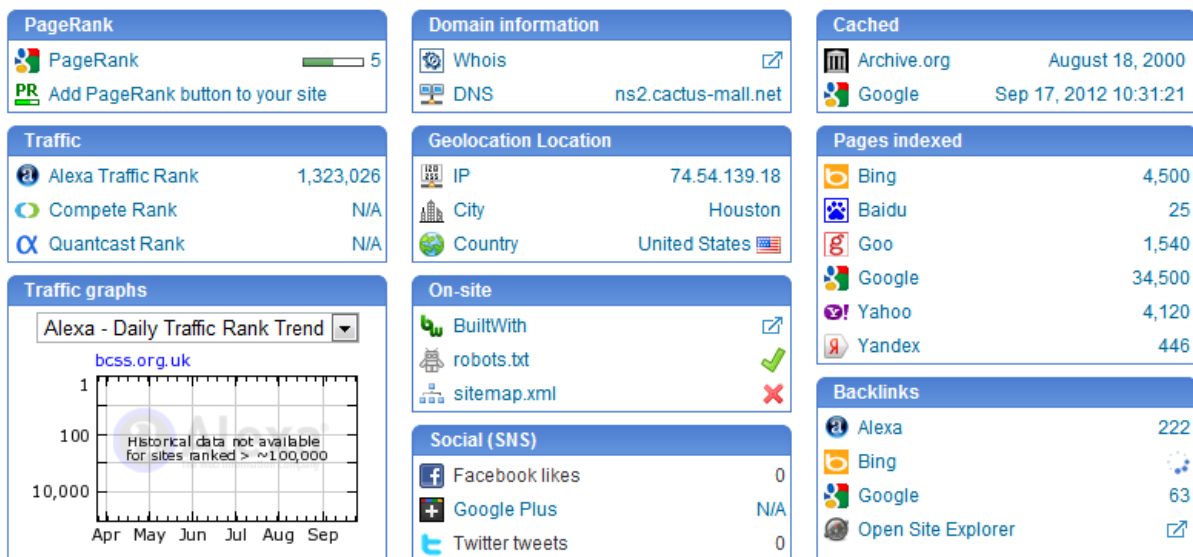 PageRank
PageRank 5
PR Add PageRank button to your site
Traffic
Alexa Traffic Rank 1,323,026
Compete Rank N/A
Quantcast Rank N/A
Traffic graphs
Alexa - Daily Traffic Rank Trend
bcss.org.uk
1
100
10,000
Alexa
Historical data not available
for sites ranked > ~100,000
Apr May Jun Jul Aug Sep
Domain information
Whois
DNS ns2.cactus-mall.net
Geolocation Location
IP 74.54.139.18
City Houston
Country United States
On-site
BuiltWith
robots.txt
sitemap.xml
Social (SNS)
Facebook likes 0
Google Plus N/A
Twitter tweets 0
Cached
Archive.org August 18, 2000
Google Sep 17, 2012 10:31:21
Pages indexed
Bing 4,500
Baidu 25
Goo 1,540
Google 34,500
Yahoo 4,120
Yandex 446
Backlinks
Alexa 222
Bing
Google 63
Open Site Explorer